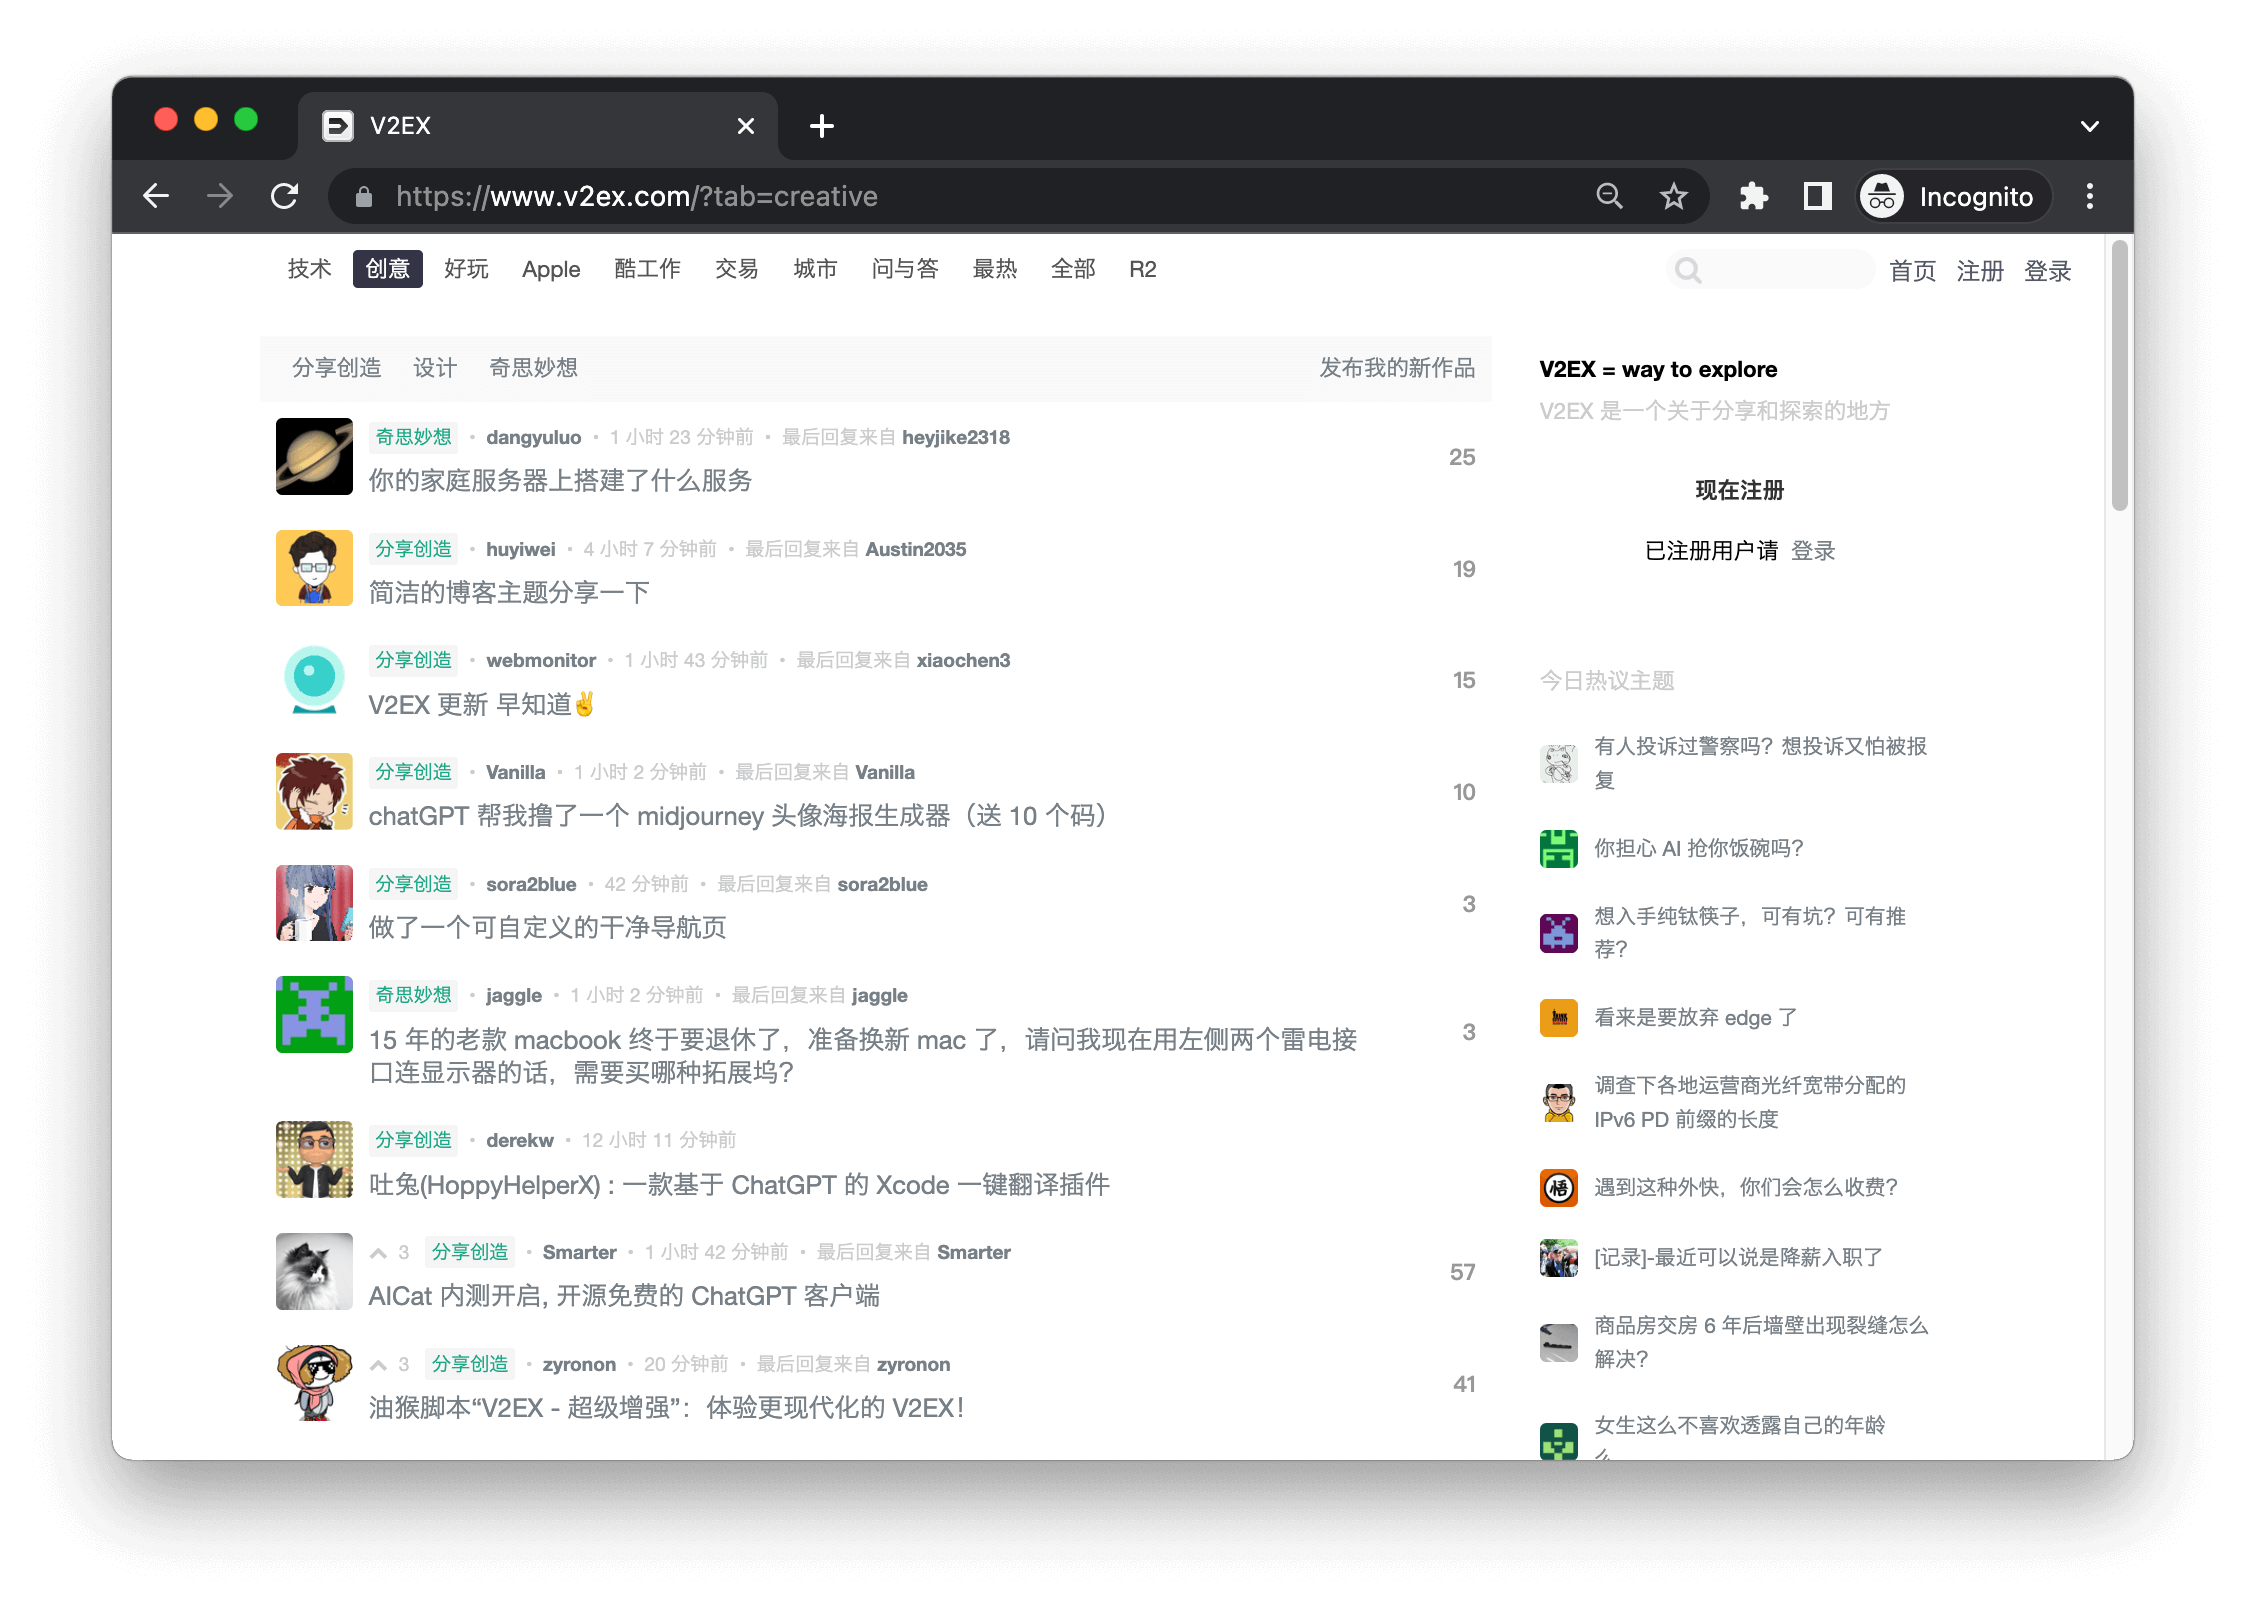 V2EX
https://www.v2ex.com/?tab=creative
Incognito
技术 创意 好玩 Apple 酷工作 交易 城市 问与答 最热 全部 R2
首页 注册 登录
分享创造 设计 奇思妙想 发布我的新作品
奇思妙想 • dangyuluo • 1 小时 23 分钟前 • 最后回复来自 heyjike2318
你的家庭服务器上搭建了什么服务
25
分享创造 • huyiwei • 4 小时 7 分钟前 • 最后回复来自 Austin2035
简洁的博客主题分享一下
19
分享创造 • webmonitor • 1 小时 43 分钟前 • 最后回复来自 xiaochen3
V2EX 更新 早知道✌️
15
分享创造 • Vanilla • 1 小时 2 分钟前 • 最后回复来自 Vanilla
chatGPT 帮我撸了一个 midjourney 头像海报生成器（送 10 个码）
10
分享创造 • sora2blue • 42 分钟前 • 最后回复来自 sora2blue
做了一个可自定义的干净导航页
3
奇思妙想 • jaggle • 1 小时 2 分钟前 • 最后回复来自 jaggle
15 年的老款 macbook 终于要退休了，准备换新 mac 了，请问我现在用左侧两个雷电接
口连显示器的话，需要买哪种拓展坞？
3
分享创造 • derekw • 12 小时 11 分钟前
吐兔(HoppyHelperX) : 一款基于 ChatGPT 的 Xcode 一键翻译插件
3 分享创造 • Smarter • 1 小时 42 分钟前 • 最后回复来自 Smarter
AICat 内测开启, 开源免费的 ChatGPT 客户端
57
3 分享创造 • zyronon • 20 分钟前 • 最后回复来自 zyronon
油猴脚本“V2EX - 超级增强”：体验更现代化的 V2EX！
41
V2EX = way to explore
V2EX 是一个关于分享和探索的地方
现在注册
已注册用户请 登录
今日热议主题
有人投诉过警察吗？想投诉又怕被报
复
你担心 AI 抢你饭碗吗？
想入手纯钛筷子，可有坑？可有推
荐？
看来是要放弃 edge 了
调查下各地运营商光纤宽带分配的
IPv6 PD 前缀的长度
悟
遇到这种外快，你们会怎么收费？
[记录]-最近可以说是降薪入职了
商品房交房 6 年后墙壁出现裂缝怎么
解决？
女生这么不喜欢透露自己的年龄